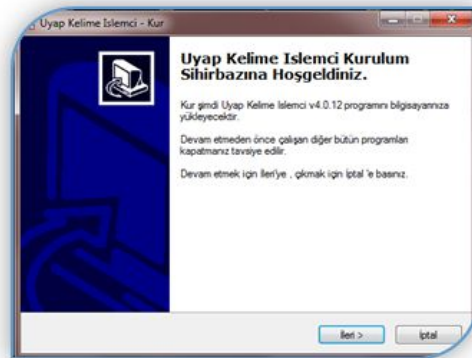 Uyap Kelime Islemci - Kur
Uyap Kelime Islemci Kurulum
Sihirbazına Hoşgeldiniz.
Kur şimdi Uyap Kelime Islemci v4.0.12 programını bilgisayarınıza
yükleyecektir.
Devam etmeden önce çalışan diğer bütün programları
kapatmanız tavsiye edilir.
Devam etmek için İleri'ye , çıkmak için İptal 'e basınız.
İleri >
İptal